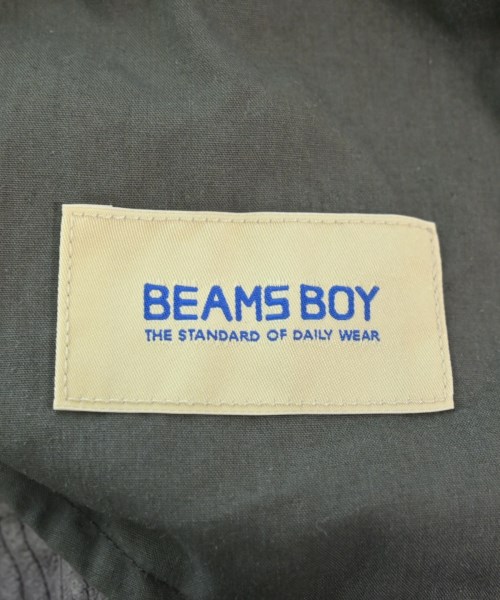 BEAMS BOY
THE STANDARD OF DAILY WEAR